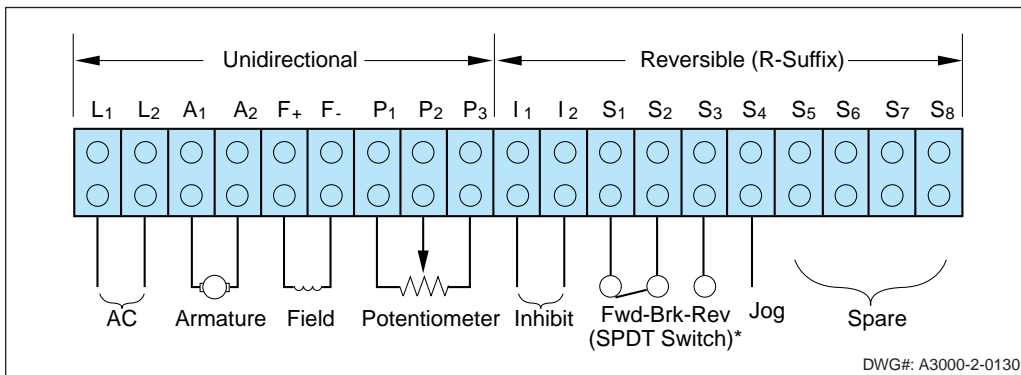 Unidirectional Reversible (R-Suffix)
L1 L2 A1 A2 F+ F- P1 P2 P3 I1 I2 S1 S2 S3 S4 S5 S6 S7 S8
AC Armature Field Potentiometer Inhibit Fwd-Brk-Rev Jog Spare
(SPDT Switch)*
DWG#: A3000-2-0130